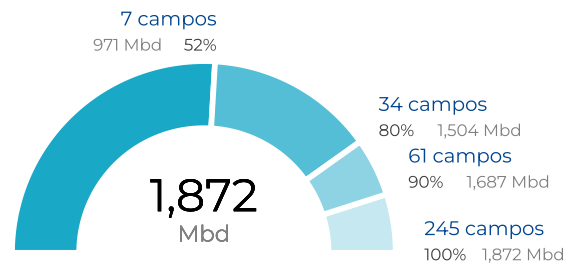 7 campos
971 Mbd 52%
34 campos
80% 1,504 Mbd
61 campos
90% 1,687 Mbd
1,872
Mbd
245 campos
100% 1,872 Mbd